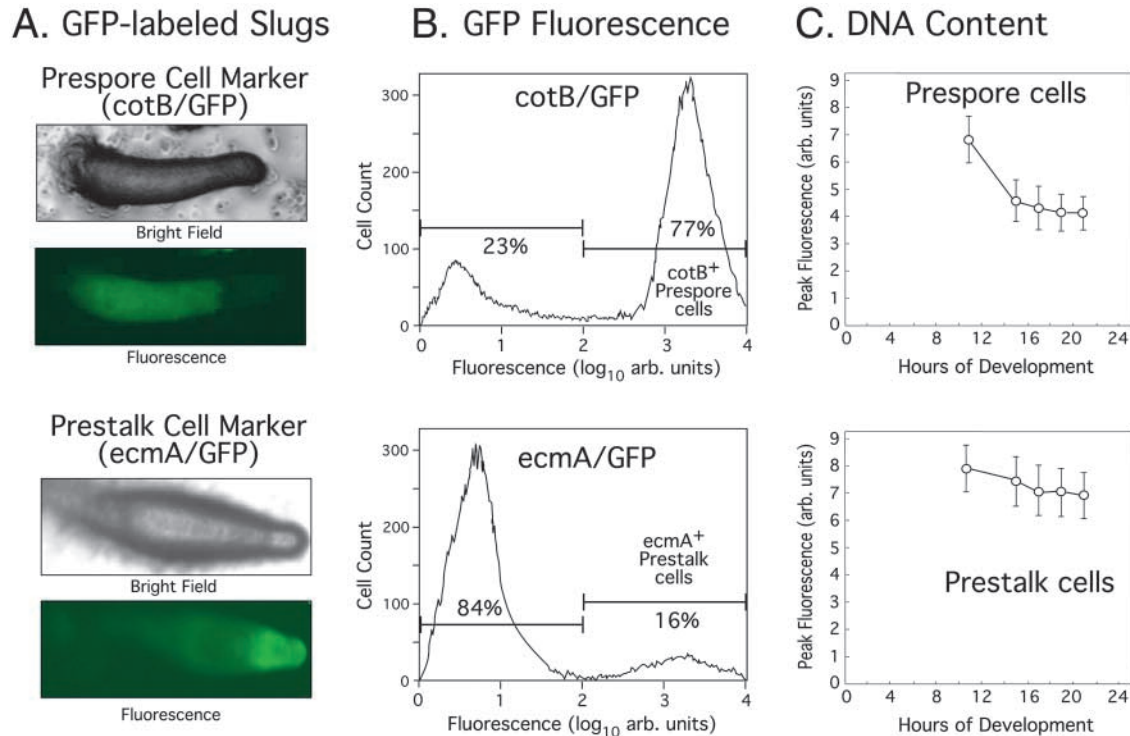 A. GFP-labeled Slugs
Prespore Cell Marker
(cotB/GFP)
Bright Field
Fluorescence
Prestalk Cell Marker
(ecmA/GFP)
Bright Field
Fluorescence
B. GFP Fluorescence
cotB/GFP
300
200
100
0
Cell Count
23%
77%
cotB+
Prespore
cells
0 1 2 3 4
Fluorescence (log10 arb. units)
ecmA/GFP
300
200
100
0
Cell Count
84%
ecmA+
Prestalk
cells
16%
0 1 2 3 4
Fluorescence (log10 arb. units)
C. DNA Content
Prespore cells
9
8
7
6
5
4
3
2
1
0
Peak Fluorescence (arb. units)
0 4 8 12 16 20 24
Hours of Development
9
8
7
6
5
4
3
2
1
0
Peak Fluorescence (arb. units)
Prestalk cells
0 4 8 12 16 20 24
Hours of Development